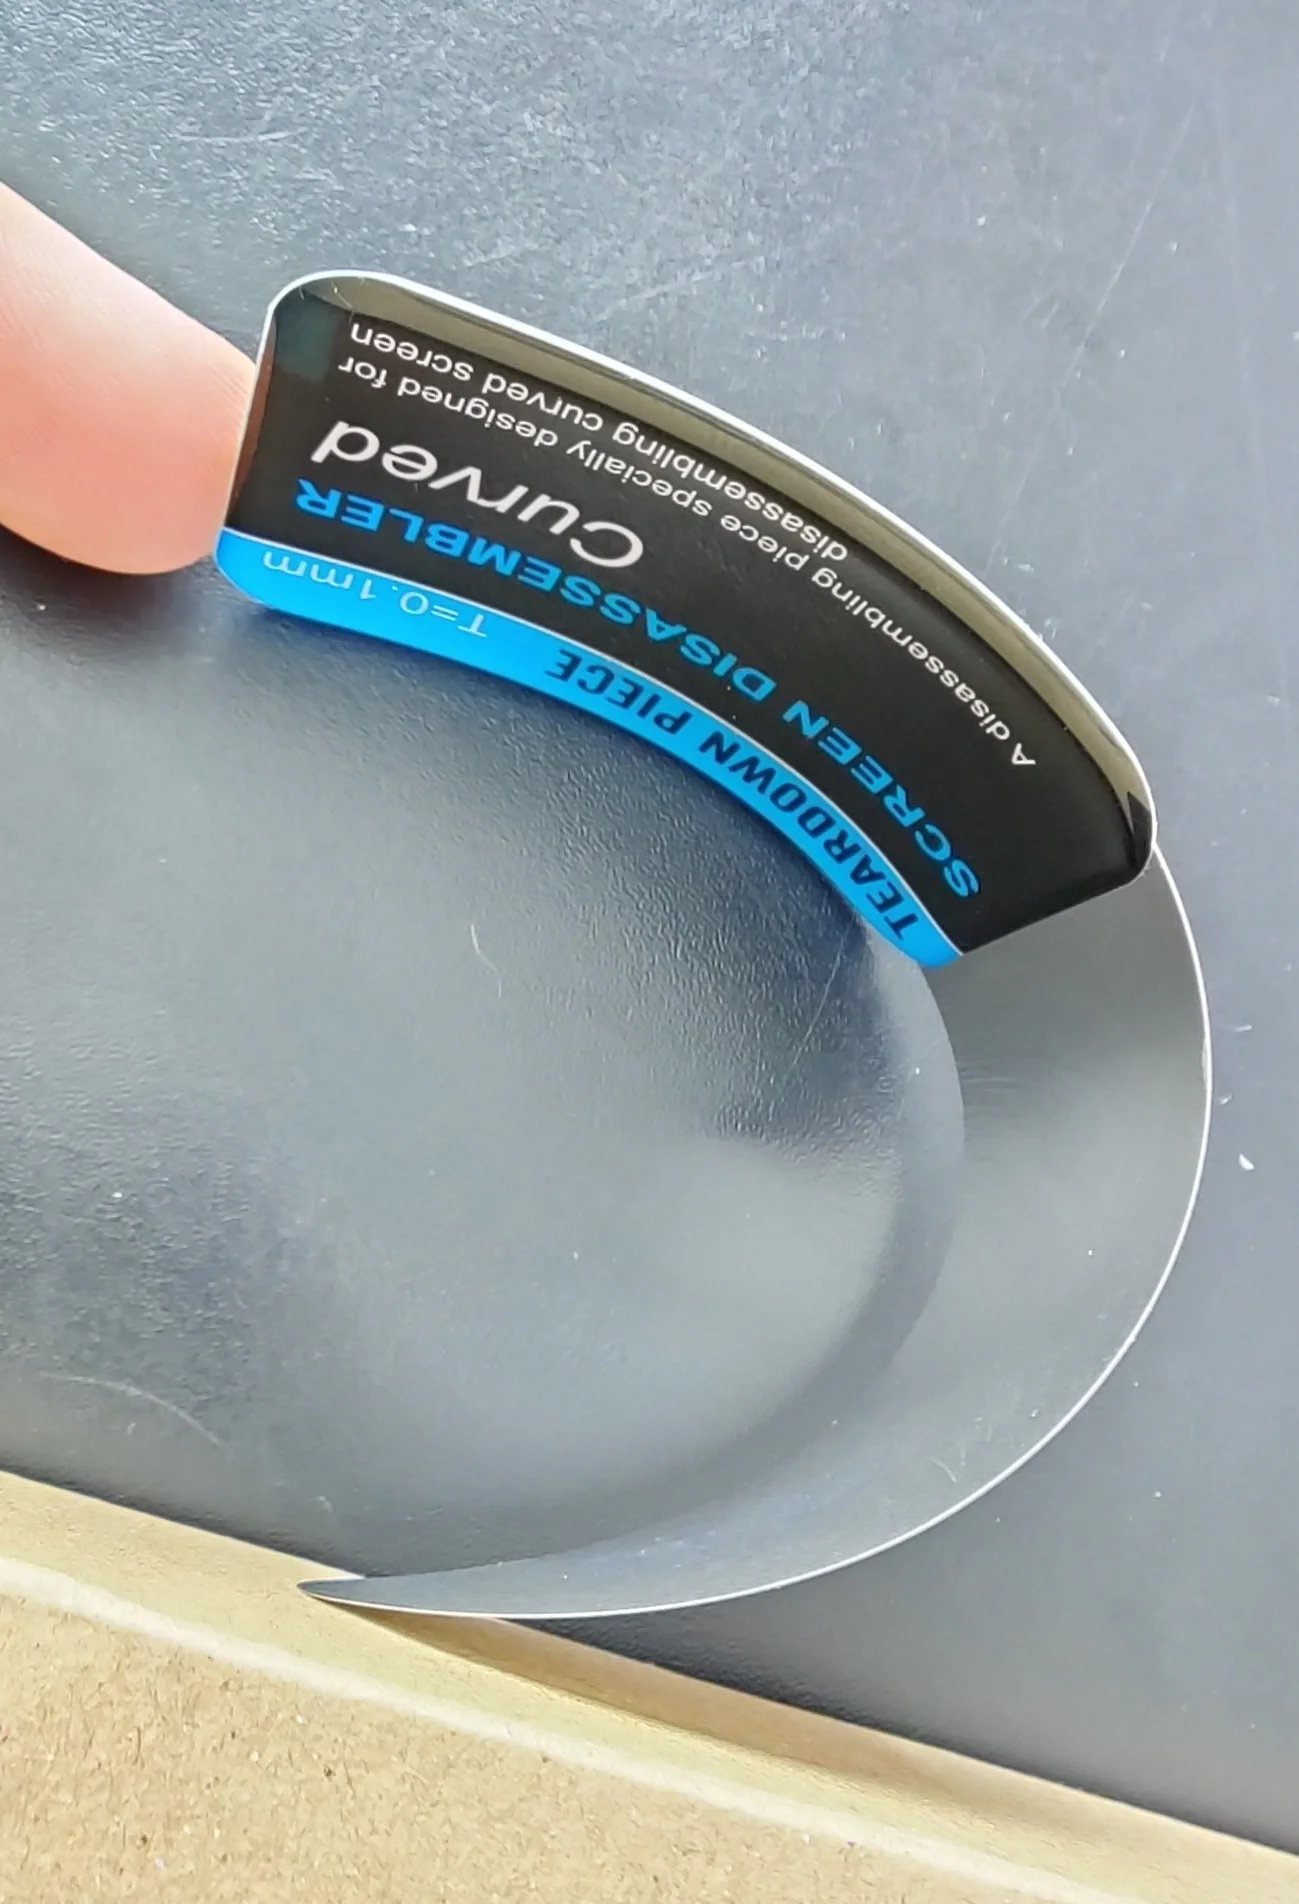 A disassembling piece specially designed for
disassembling curved screen
Curved
SCREEN DISASSEMBLER
TEARDOWN PIECE T=0.1mm